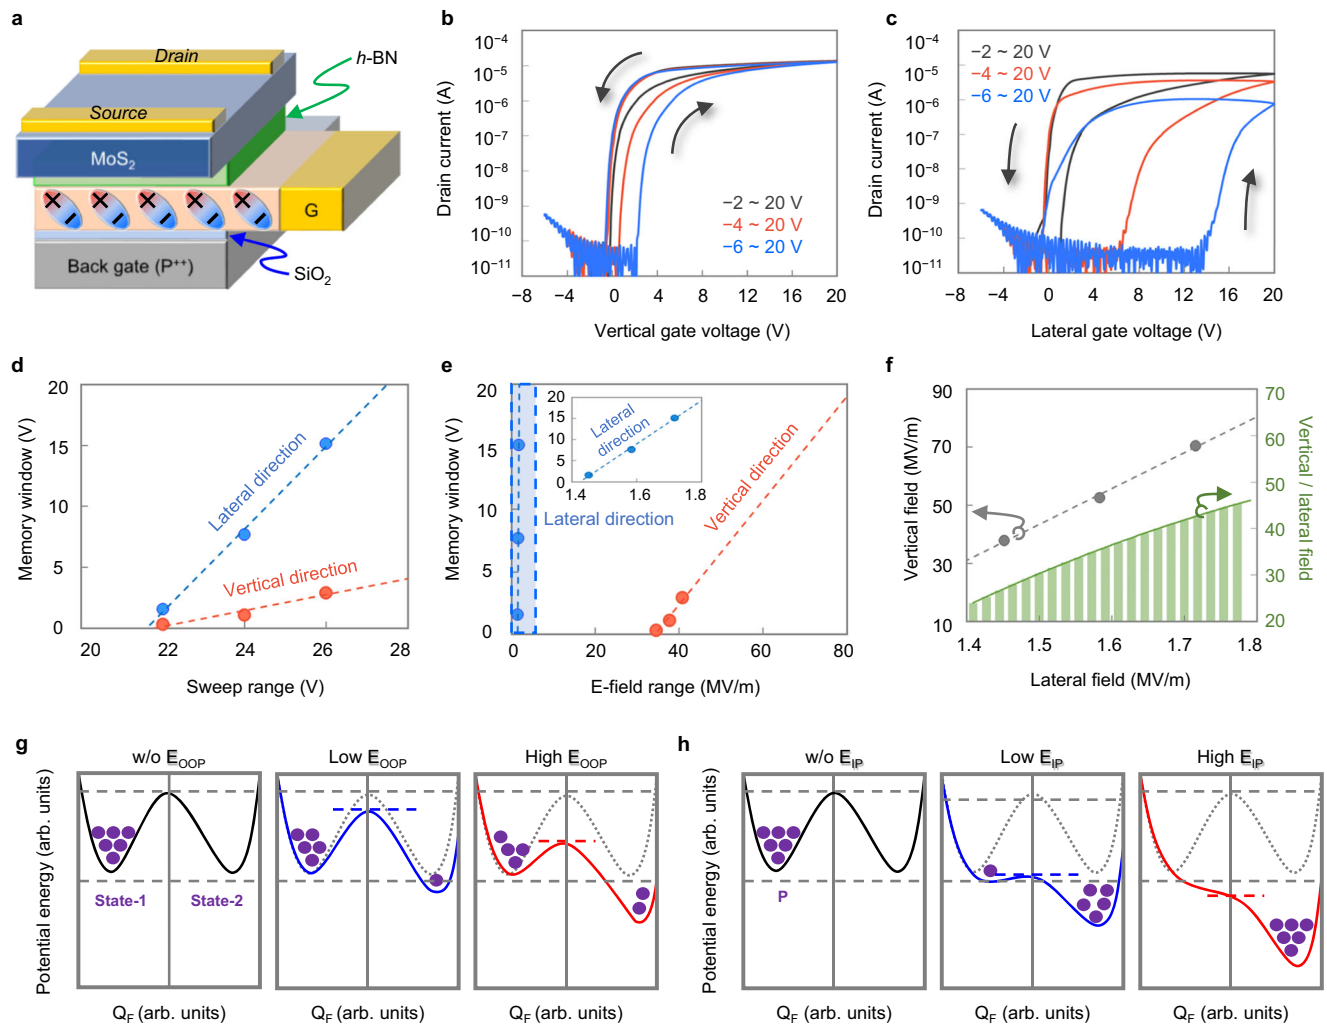 a
Drain
h-BN
Source
MoS2
G
Back gate (P++)
SiO2
b
Drain current (A)
10−4
10−5
10−6
10−7
10−8
10−9
10−10
10−11
−2 ~ 20 V
−4 ~ 20 V
−6 ~ 20 V
−8 −4 0 4 8 12 16 20
Vertical gate voltage (V)
c
Drain current (A)
10−4
10−5
10−6
10−7
10−8
10−9
10−10
10−11
−2 ~ 20 V
−4 ~ 20 V
−6 ~ 20 V
−8 −4 0 4 8 12 16 20
Lateral gate voltage (V)
d
Memory window (V)
20
15
10
5
0
Lateral direction
Vertical direction
20 22 24 26 28
Sweep range (V)
e
Memory window (V)
20
15
10
5
0
20
15
10
5
0
Lateral
direction
1.4 1.6 1.8
Lateral direction
Vertical direction
0 20 40 60 80
E-field range (MV/m)
f
Vertical field (MV/m)
90
70
50
30
10
70
60
50
40
30
20
Vertical / lateral field
1.4 1.5 1.6 1.7 1.8
Lateral field (MV/m)
g
w/o EOOP
Low EOOP
High EOOP
Potential energy (arb. units)
State-1
State-2
QF (arb. units)
QF (arb. units)
QF (arb. units)
h
w/o EIP
Low EIP
High EIP
Potential energy (arb. units)
P
QF (arb. units)
QF (arb. units)
QF (arb. units)